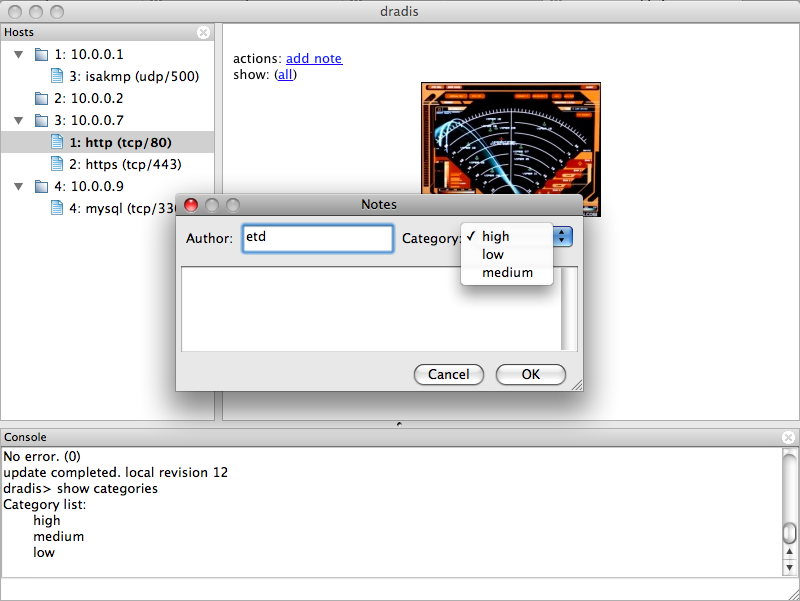 dradis
Hosts
1: 10.0.0.1
3: isakmp (udp/500)
2: 10.0.0.2
3: 10.0.0.7
1: http (tcp/80)
2: https (tcp/443)
4: 10.0.0.9
4: mysql (tcp/330
actions: add note
show: (all)
Notes
Author: etd
Category:
✓ high
low
medium
Cancel OK
Console
No error. (0)
update completed. local revision 12
dradis> show categories
Category list:
high
medium
low